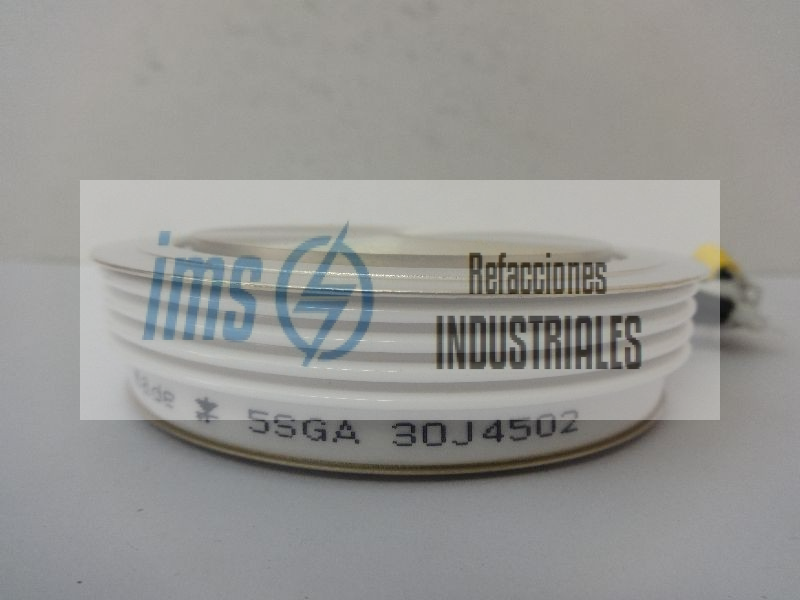 ims
Refacciones
INDUSTRIALES
5SGA 30J4502